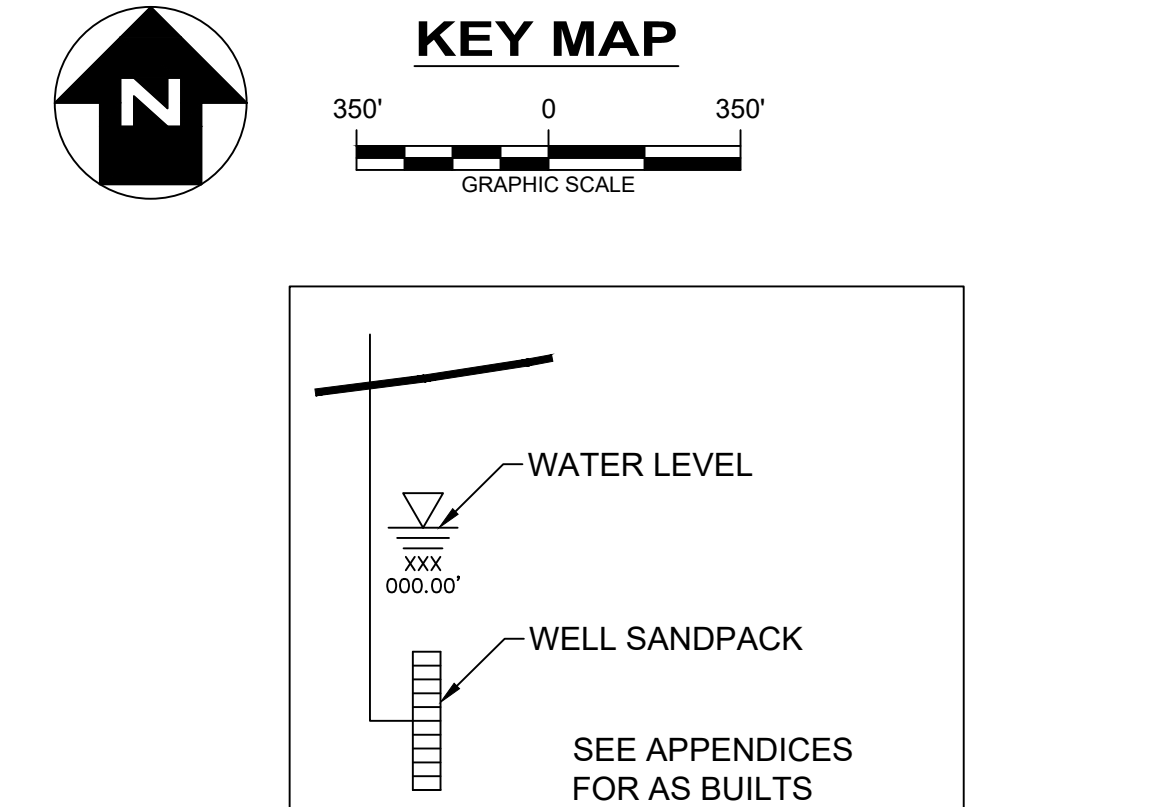 N
KEY MAP
350' 0 350'
GRAPHIC SCALE
WATER LEVEL
XXX
000.00'
WELL SANDPACK
SEE APPENDICES
FOR AS BUILTS